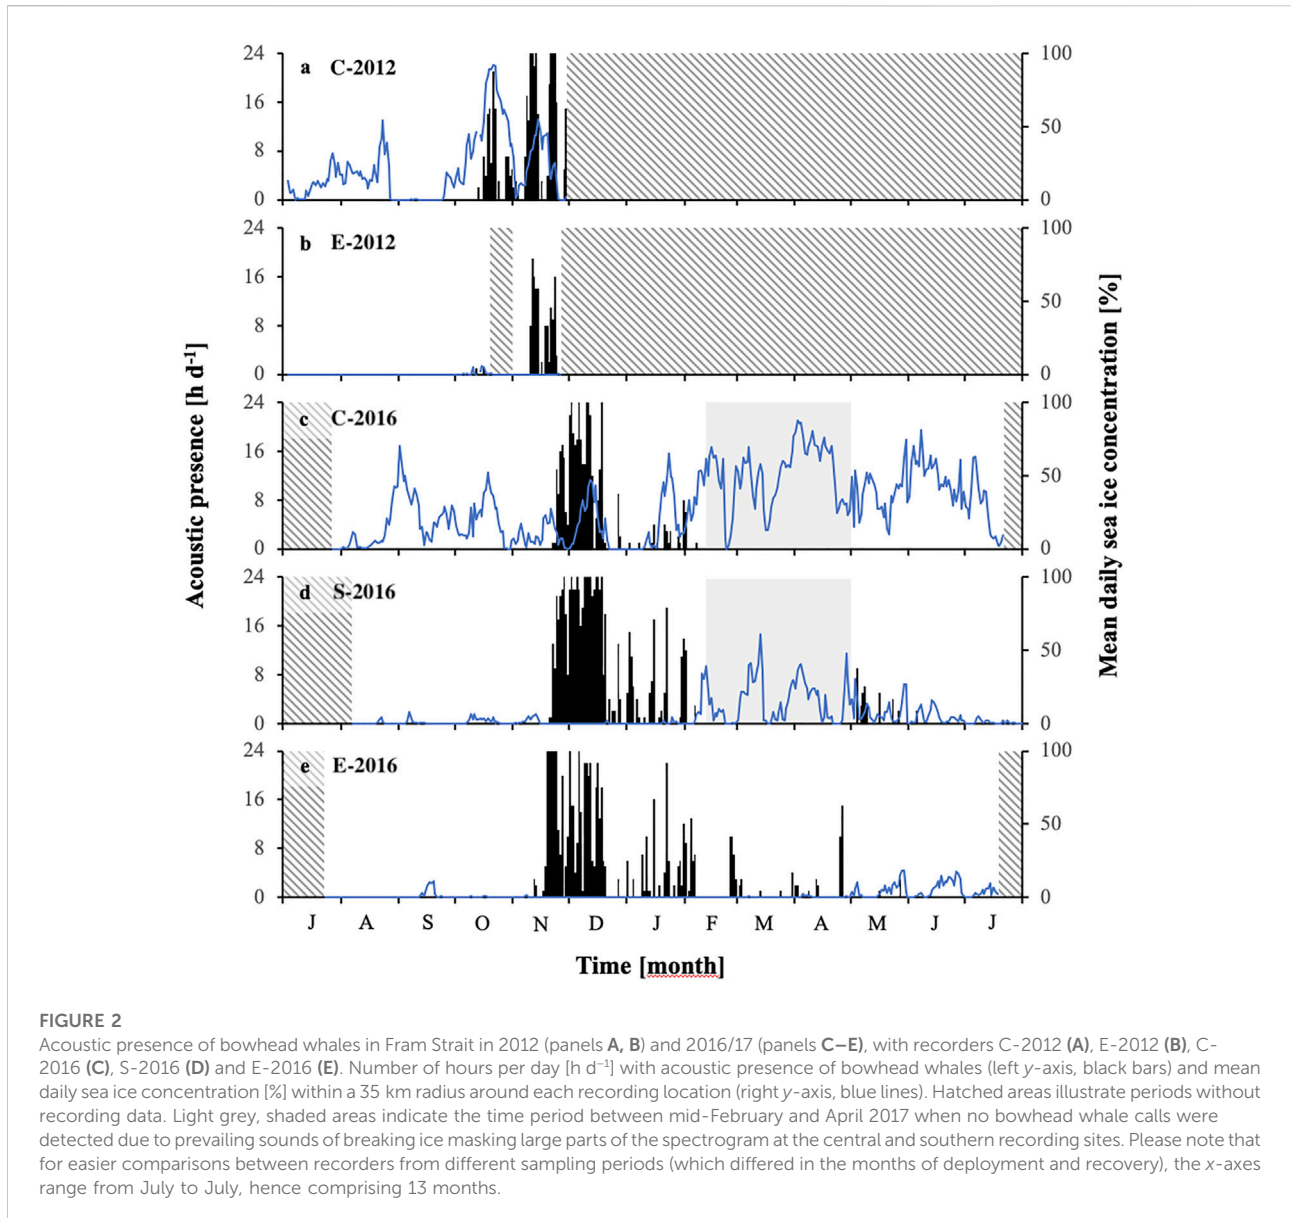 a C-2012
24
16
8
0
100
50
0
b E-2012
24
16
8
0
100
50
0
c C-2016
24
16
8
0
100
50
0
d S-2016
24
16
8
0
100
50
0
e E-2016
24
16
8
0
100
50
0
Acoustic presence [h d⁻¹]
Mean daily sea ice concentration [%]
J A S O N D J F M A M J J
Time [month]
FIGURE 2
Acoustic presence of bowhead whales in Fram Strait in 2012 (panels A, B) and 2016/17 (panels C–E), with recorders C-2012 (A), E-2012 (B), C-
2016 (C), S-2016 (D) and E-2016 (E). Number of hours per day [h d⁻¹] with acoustic presence of bowhead whales (left y-axis, black bars) and mean
daily sea ice concentration [%] within a 35 km radius around each recording location (right y-axis, blue lines). Hatched areas illustrate periods without
recording data. Light grey, shaded areas indicate the time period between mid-February and April 2017 when no bowhead whale calls were
detected due to prevailing sounds of breaking ice masking large parts of the spectrogram at the central and southern recording sites. Please note that
for easier comparisons between recorders from different sampling periods (which differed in the months of deployment and recovery), the x-axes
range from July to July, hence comprising 13 months.